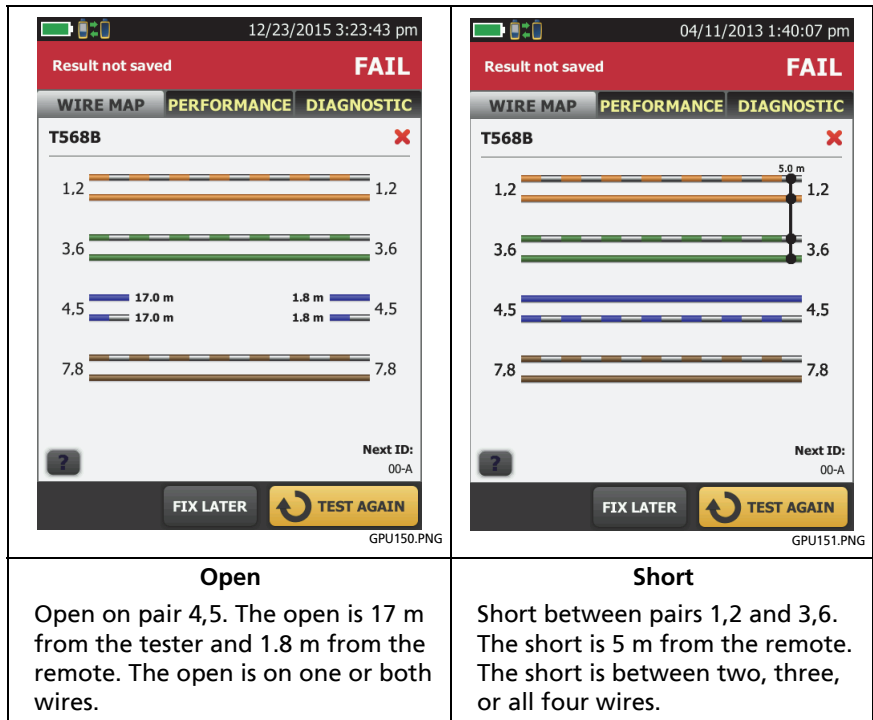 12/23/2015 3:23:43 pm
Result not saved FAIL
WIRE MAP PERFORMANCE DIAGNOSTIC
T568B
1,2 1,2
3,6 3,6
17.0 m 1.8 m
4,5 4,5
17.0 m 1.8 m
7,8 7,8
Next ID:
? 00-A
FIX LATER TEST AGAIN
GPU150.PNG
Open
Open on pair 4,5. The open is 17 m
from the tester and 1.8 m from the
remote. The open is on one or both
wires.
04/11/2013 1:40:07 pm
Result not saved FAIL
WIRE MAP PERFORMANCE DIAGNOSTIC
T568B
5.0 m
1,2 1,2
3,6 3,6
4,5 4,5
7,8 7,8
Next ID:
? 00-A
FIX LATER TEST AGAIN
GPU151.PNG
Short
Short between pairs 1,2 and 3,6.
The short is 5 m from the remote.
The short is between two, three,
or all four wires.